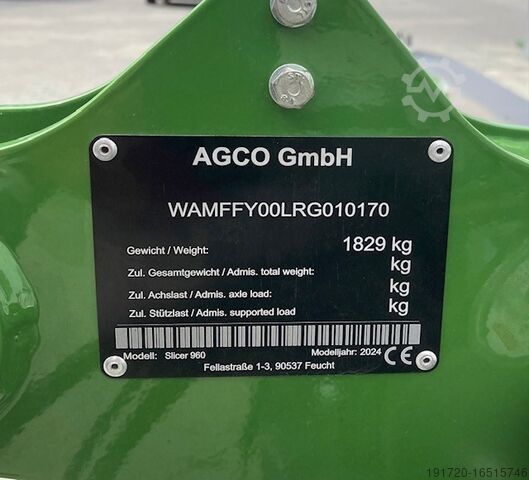 AGCO GmbH
WAMFFY00LRG010170
Gewicht / Weight: 1829 kg
Zul. Gesamtgewicht / Admis. total weight: kg
Zul. Achslast / Admis. axle load: kg
Zul. Stützlast / Admis. supported load kg
Modell: Slicer 960 Modelljahr: 2024 CE
Fellastraße 1-3, 90537 Feucht
191720-16515746